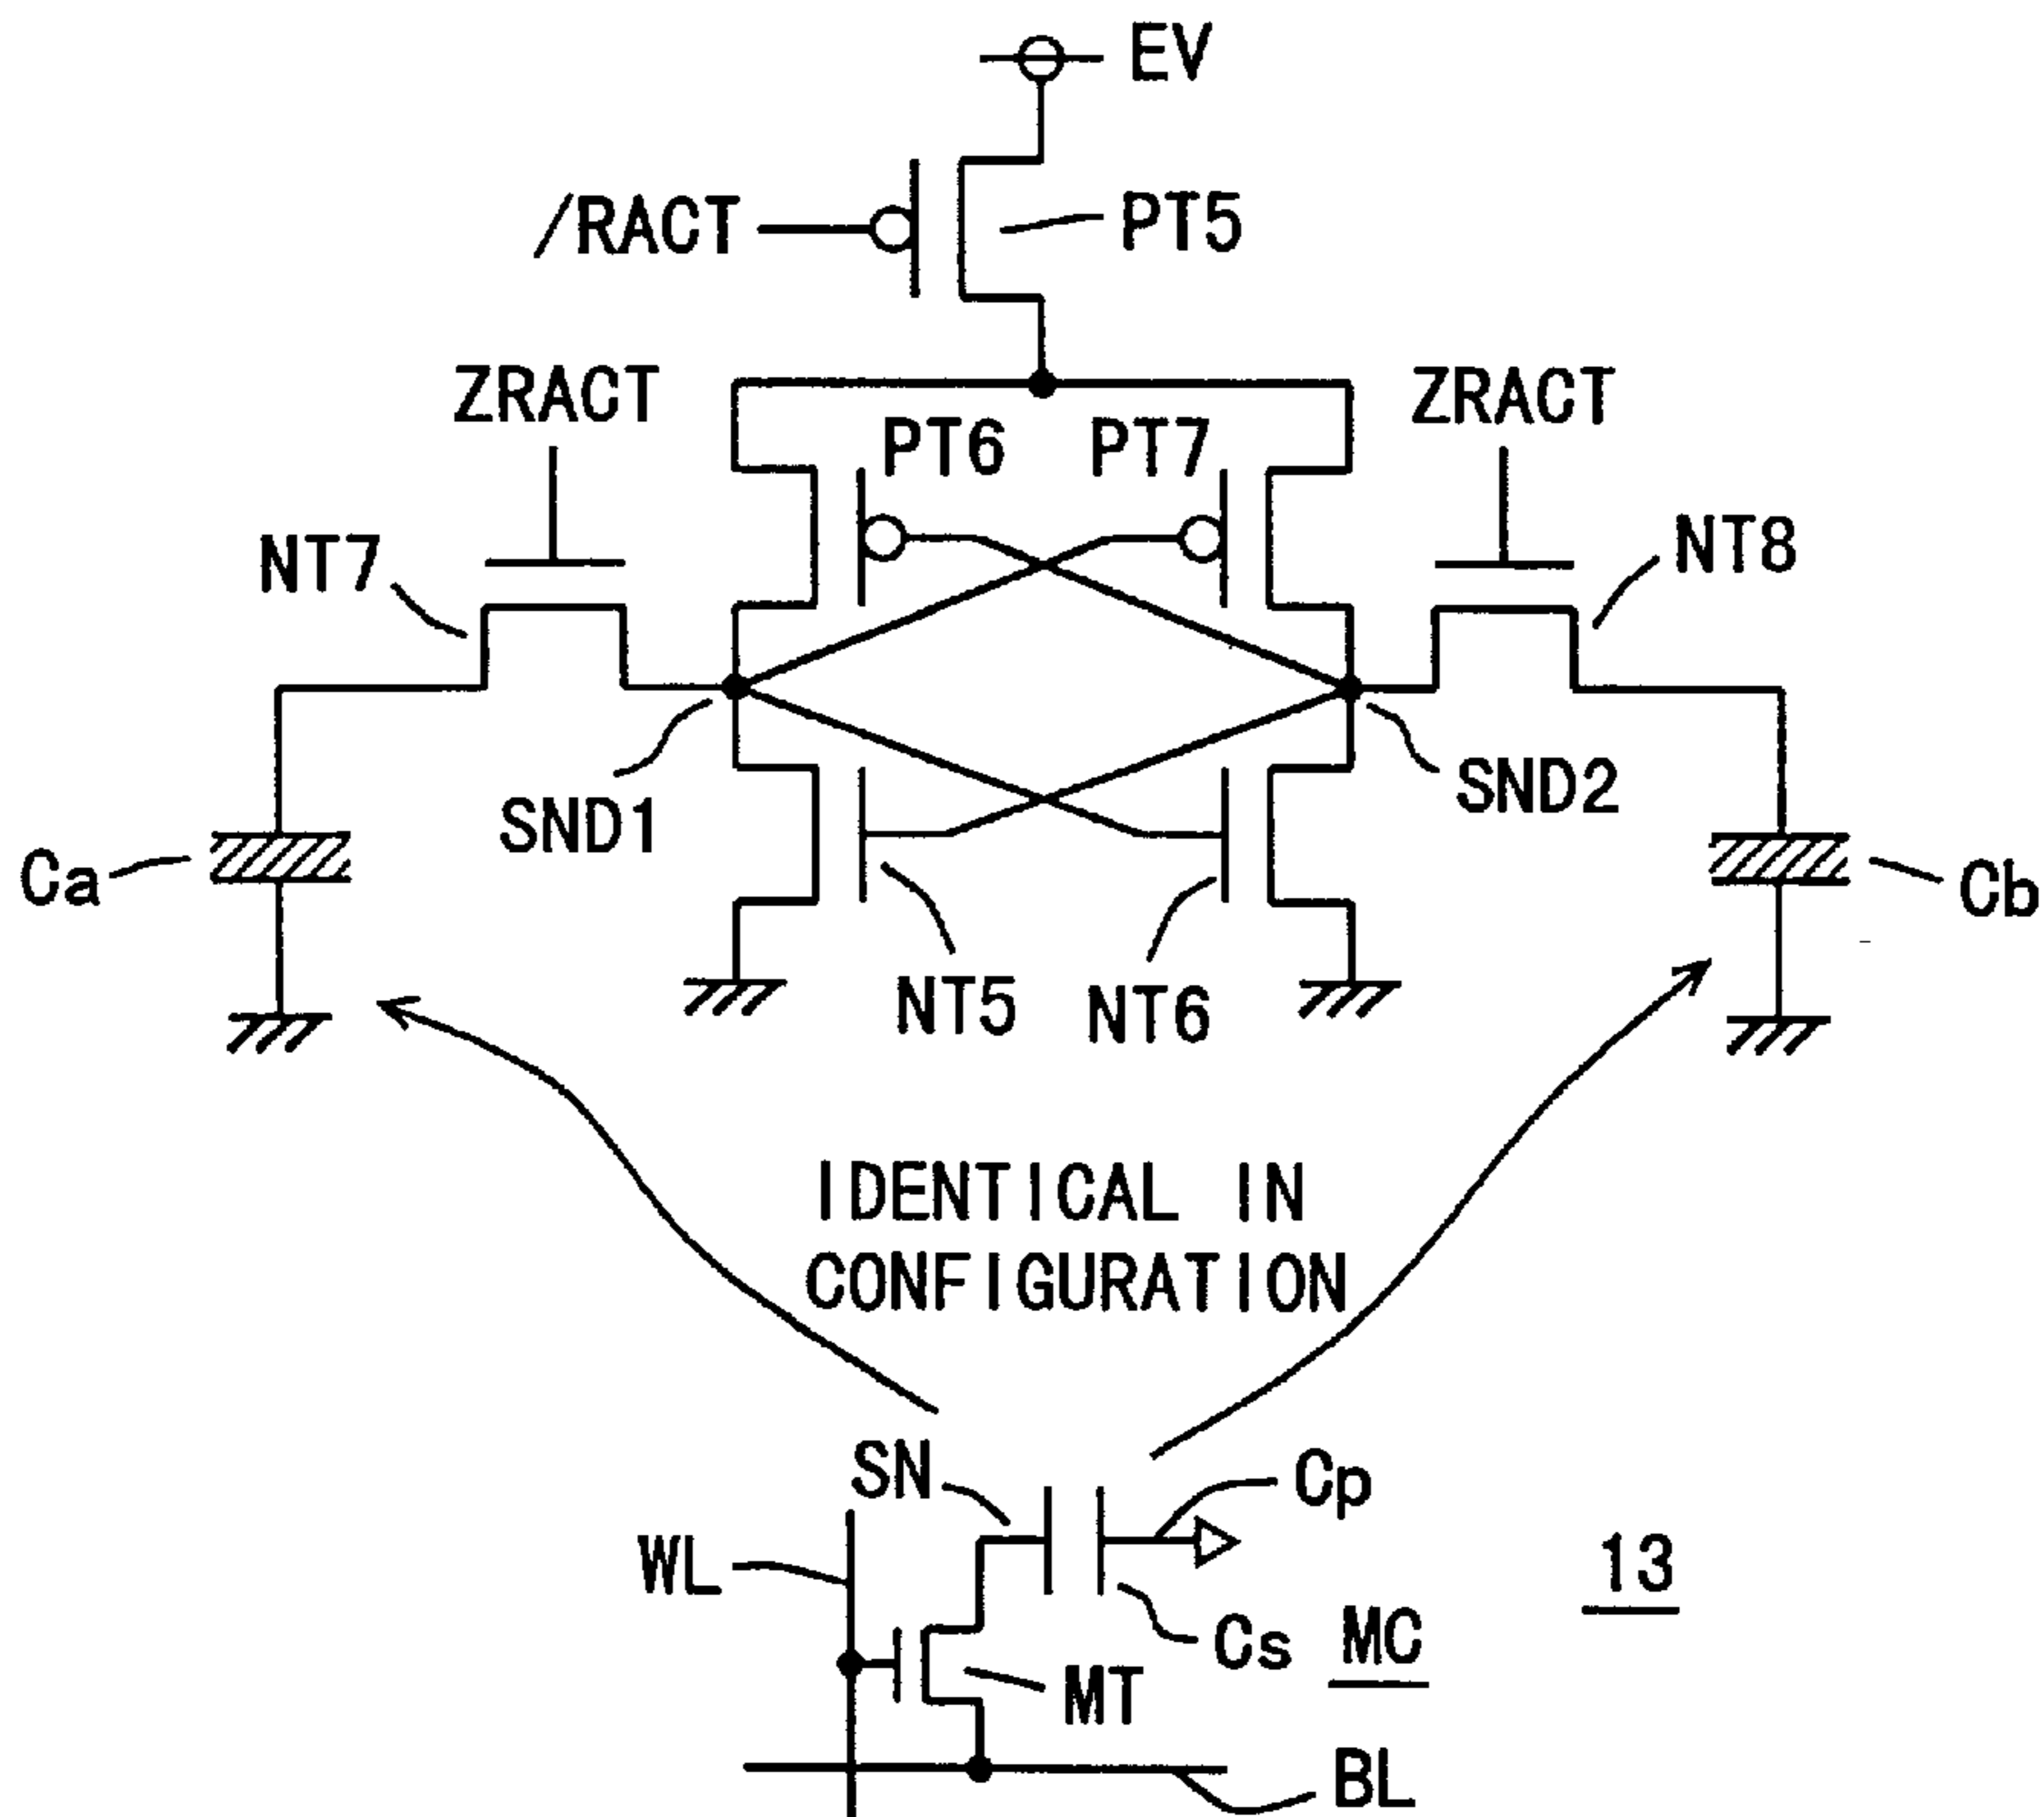 EV
/RACT
PT5
ZRACT
ZRACT
PT6
PT7
NT7
NT8
SND1
SND2
Ca
Cb
NT5
NT6
IDENTICAL IN
CONFIGURATION
SN
Cp
WL
13
Cs
MC
MT
BL